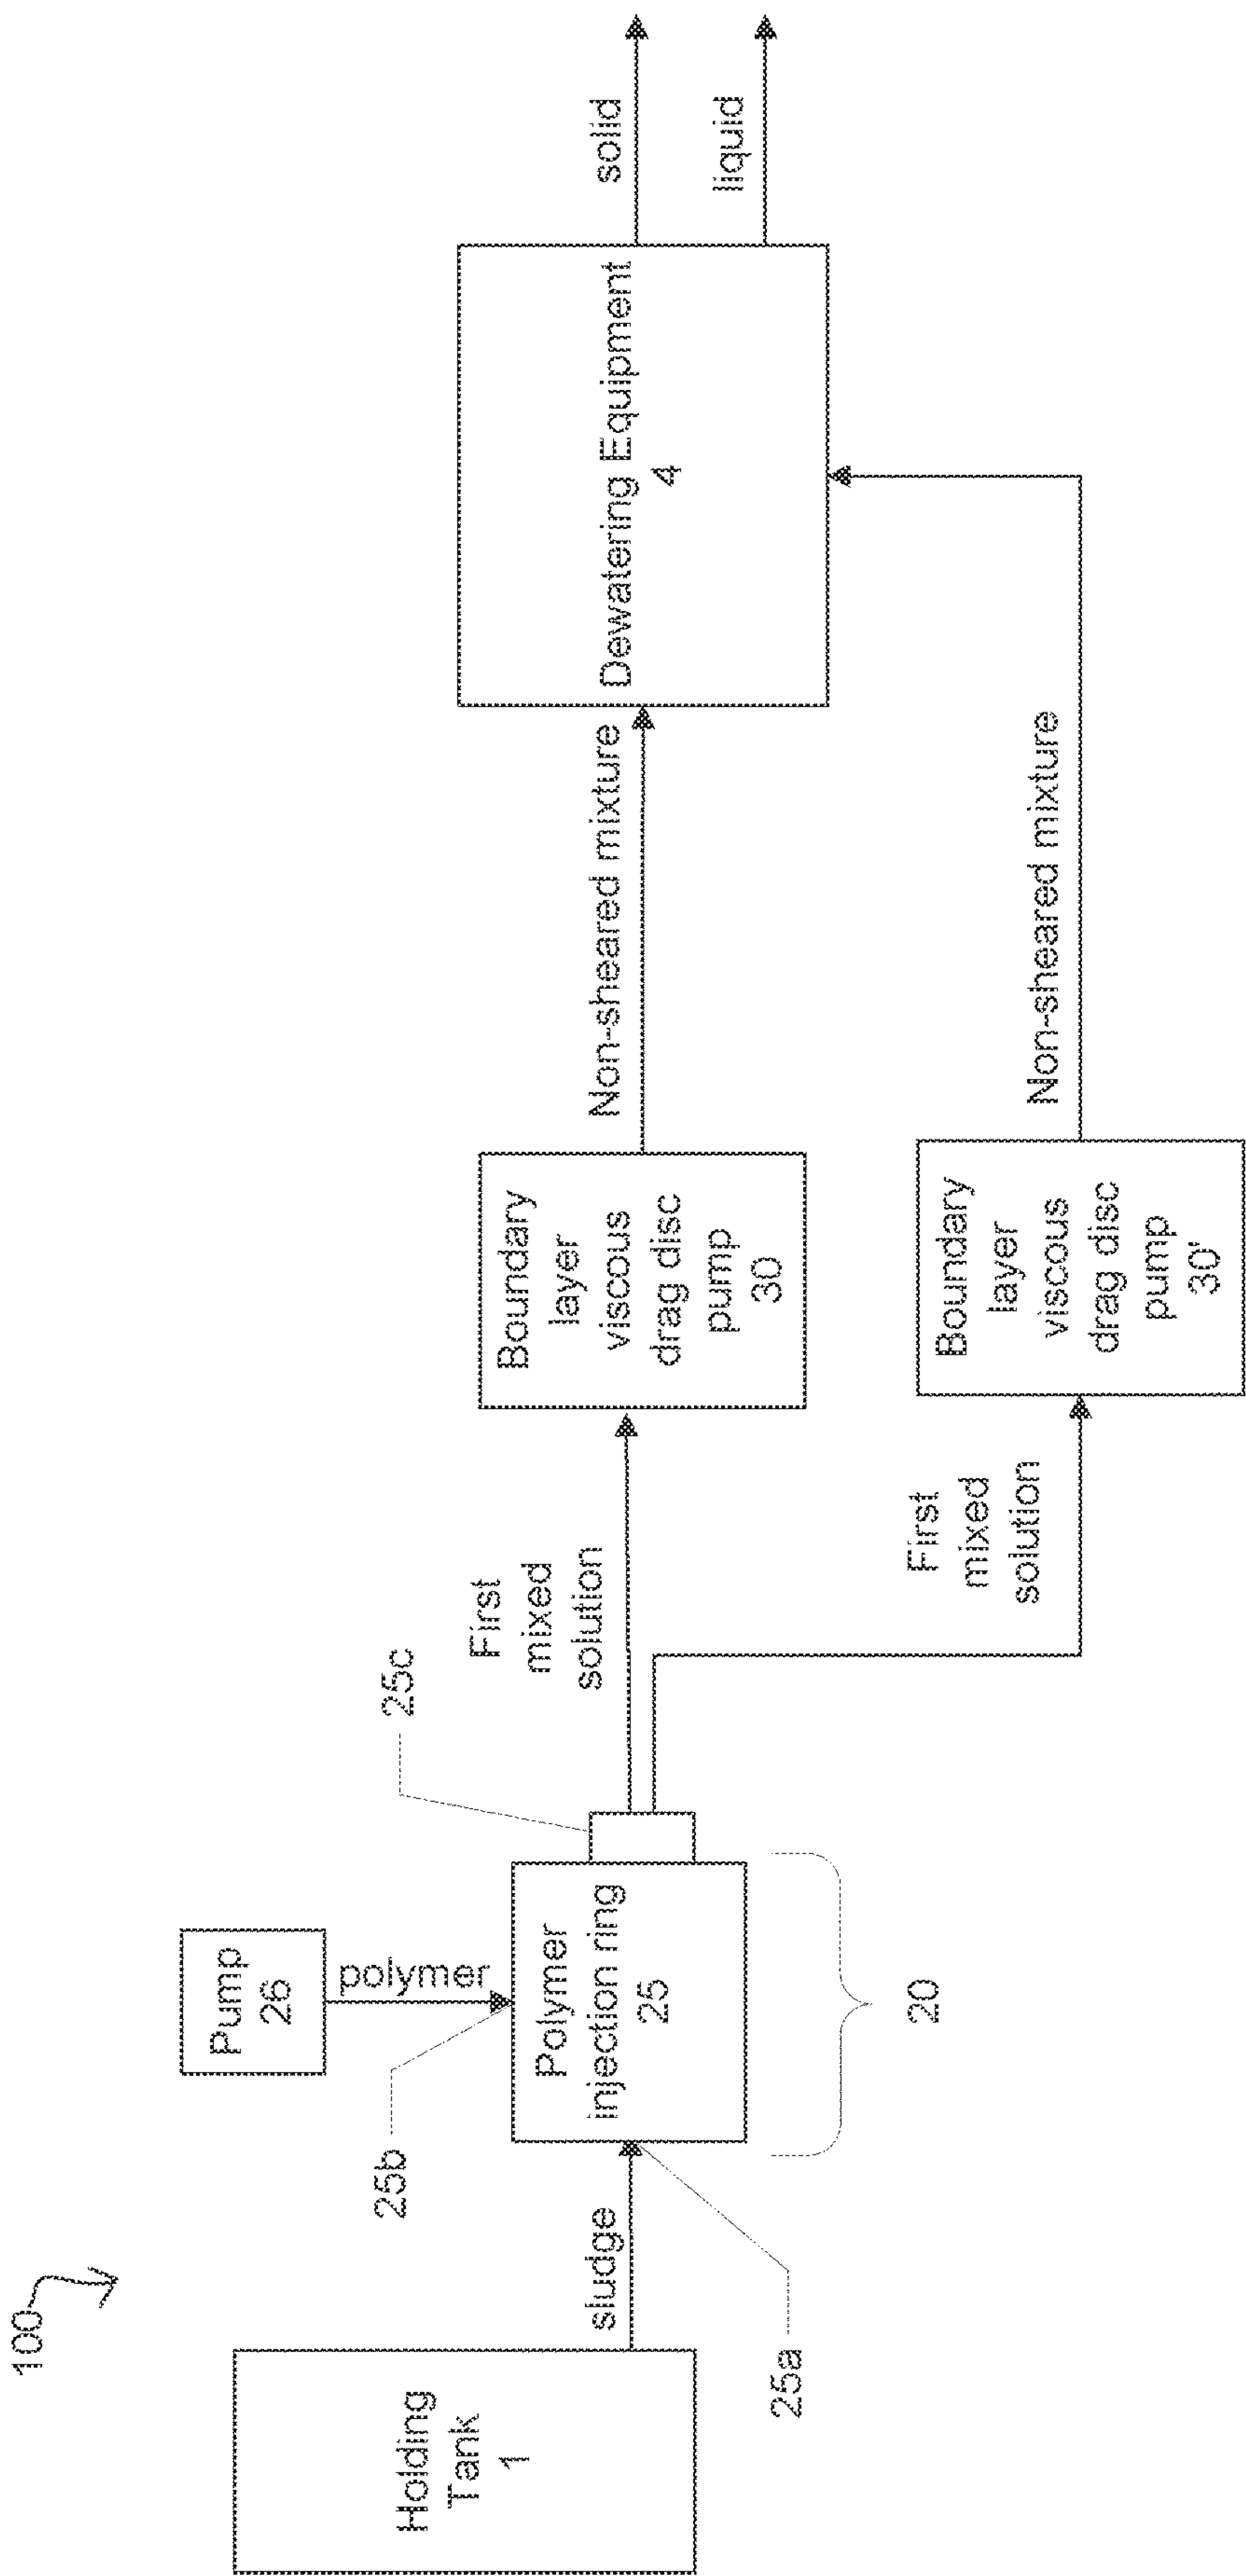 100
Holding
Tank
1
sludge
25a
Pump
26
polymer
25b
Polymer
injection ring
25
20
25c
First
mixed
solution
First
mixed
solution
Boundary
layer
viscous
drag disc
pump
30
Boundary
layer
viscous
drag disc
pump
30'
Non-sheared mixture
Non-sheared mixture
Dewatering Equipment
4
solid
liquid